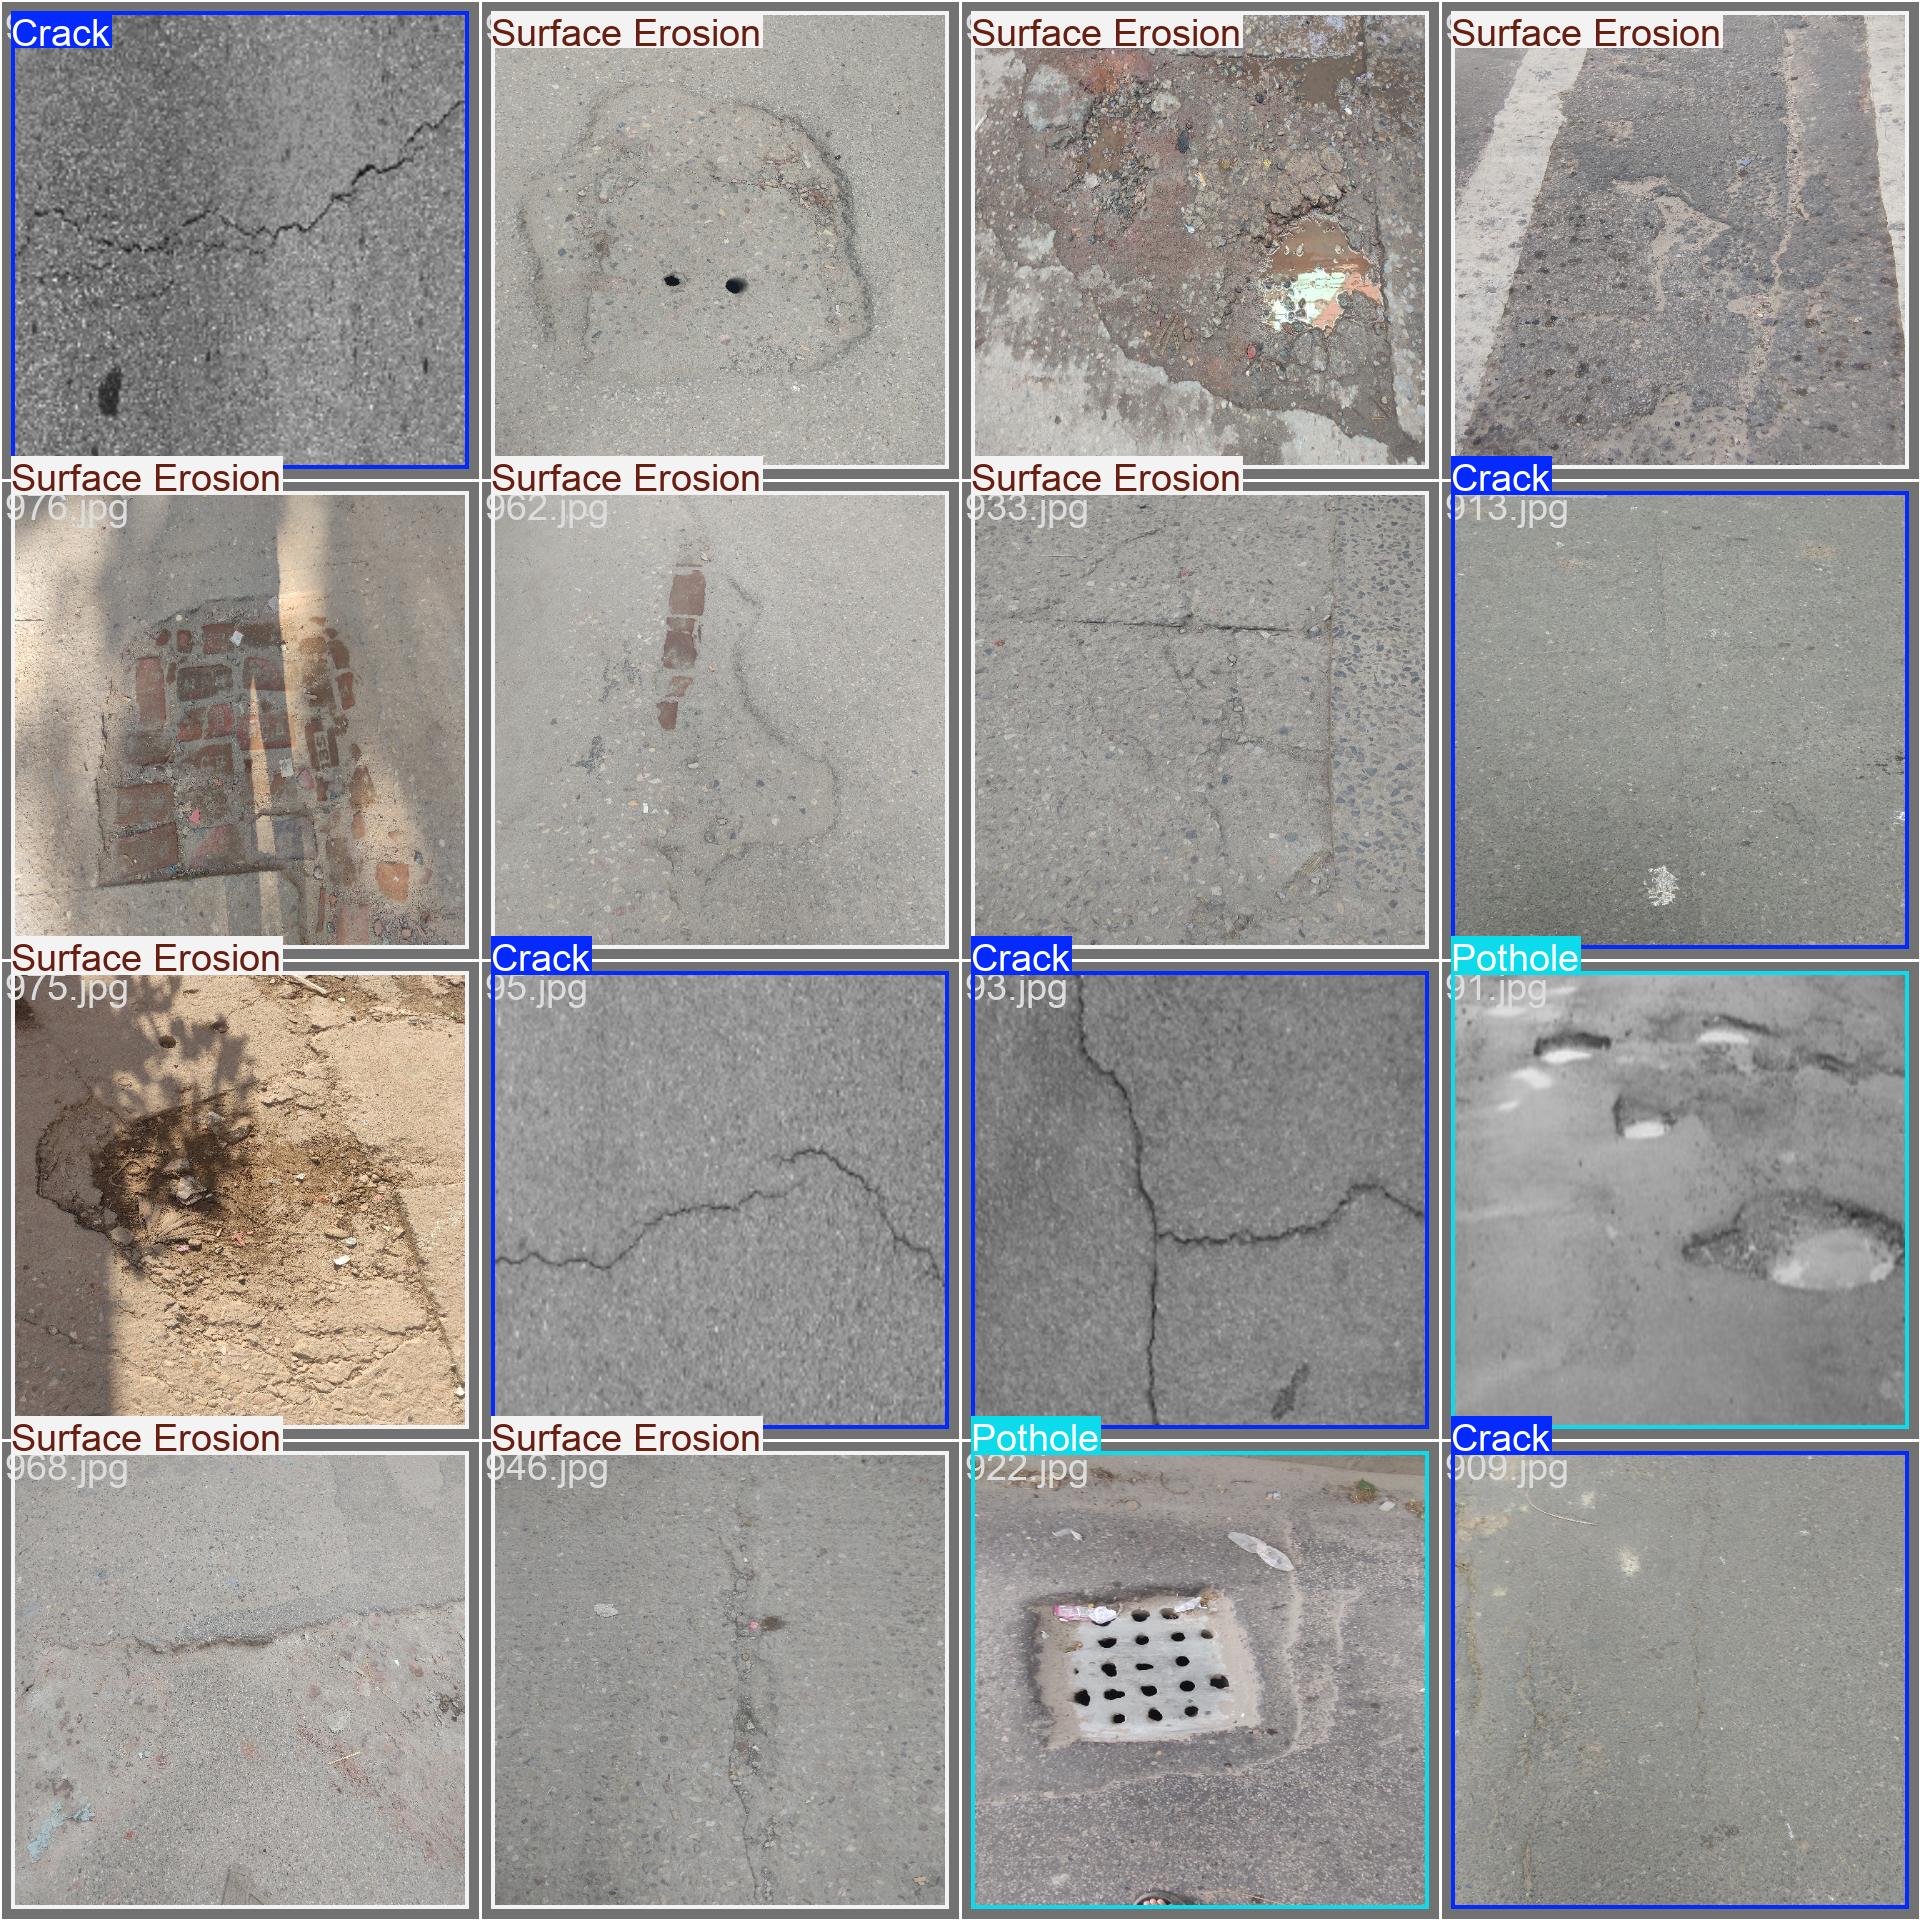 Crack
Surface Erosion
Surface Erosion
Surface Erosion
Surface Erosion
Surface Erosion
Surface Erosion
Crack
976.jpg
962.jpg
933.jpg
913.jpg
Surface Erosion
Crack
Crack
Pothole
975.jpg
95.jpg
93.jpg
91.jpg
Surface Erosion
Surface Erosion
Pothole
Crack
968.jpg
946.jpg
922.jpg
909.jpg